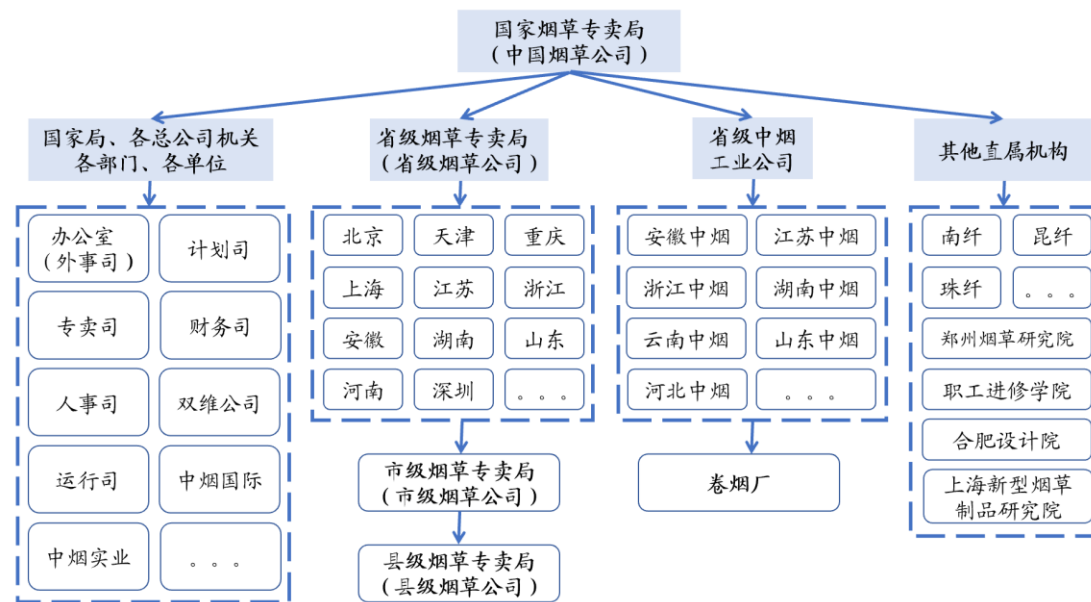 国家烟草专卖局
(中国烟草公司)
国家局、各总公司机关
各部门、各单位
省级烟草专卖局
(省级烟草公司)
省级中烟
工业公司
其他直属机构
办公室
(外事司)
计划司
专卖司
财务司
人事司
双维公司
运行司
中烟国际
中烟实业
。。。
北京
天津
重庆
上海
江苏
浙江
安徽
湖南
山东
河南
深圳
。。。
市级烟草专卖局
(市级烟草公司)
县级烟草专卖局
(县级烟草公司)
安徽中烟
江苏中烟
浙江中烟
湖南中烟
云南中烟
山东中烟
河北中烟
。。。
卷烟厂
南纤
昆纤
珠纤
。。。
郑州烟草研究院
职工进修学院
合肥设计院
上海新型烟草
制品研究院